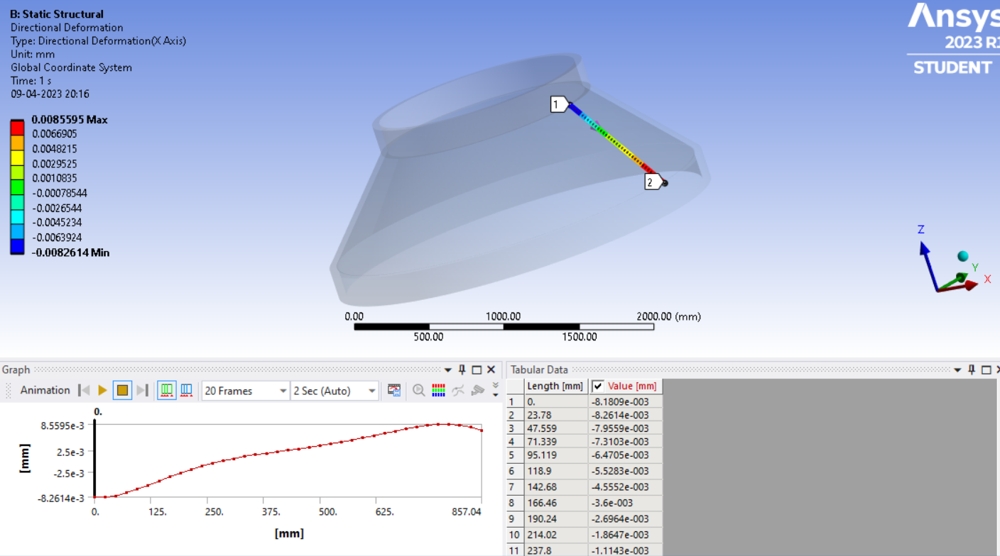 B: Static Structural
Directional Deformation
Type: Directional Deformation(X Axis)
Unit: mm
Global Coordinate System
Time: 1 s
09-04-2023 20:16
0.0085595 Max
0.0066905
0.0048215
0.0029525
0.0010835
-0.00078544
-0.0026544
-0.0045234
-0.0063924
-0.0082614 Min
Ansys
2023 R1
STUDENT
1
2
Z
Y
X
0.00 1000.00 2000.00 (mm)
500.00 1500.00
Graph
Animation 20 Frames 2 Sec (Auto)
0.
8.5595e-3
2.5e-3
-2.5e-3
-8.2614e-3
[mm]
0. 125. 250. 375. 500. 625. 857.04
[mm]
Tabular Data
Length [mm] Value [mm]
1 0. -8.1809e-003
2 23.78 -8.2614e-003
3 47.559 -7.9559e-003
4 71.339 -7.3103e-003
5 95.119 -6.4705e-003
6 118.9 -5.5283e-003
7 142.68 -4.5552e-003
8 166.46 -3.6e-003
9 190.24 -2.6964e-003
10 214.02 -1.8647e-003
11 237.8 -1.1143e-003